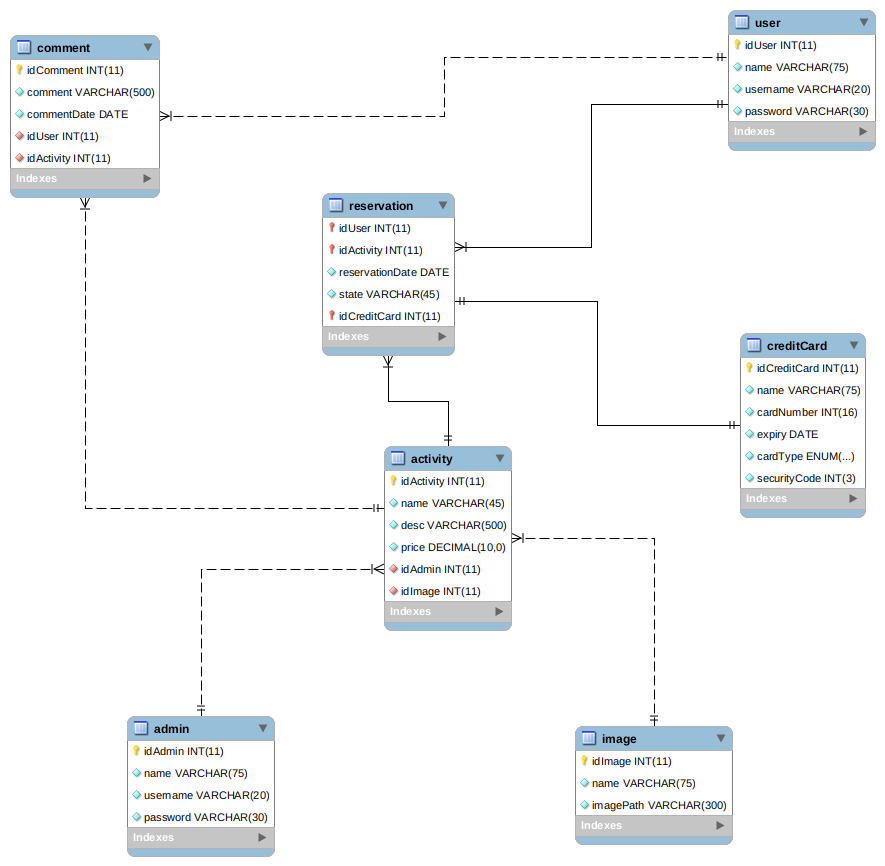 user
idUser INT(11)
name VARCHAR(75)
username VARCHAR(20)
password VARCHAR(30)
Indexes
comment
idComment INT(11)
comment VARCHAR(500)
commentDate DATE
idUser INT(11)
idActivity INT(11)
Indexes
reservation
idUser INT(11)
idActivity INT(11)
reservationDate DATE
state VARCHAR(45)
idCreditCard INT(11)
Indexes
creditCard
idCreditCard INT(11)
name VARCHAR(75)
cardNumber INT(16)
expiry DATE
cardType ENUM(...)
securityCode INT(3)
Indexes
activity
idActivity INT(11)
name VARCHAR(45)
desc VARCHAR(500)
price DECIMAL(10,0)
idAdmin INT(11)
idImage INT(11)
Indexes
admin
idAdmin INT(11)
name VARCHAR(75)
username VARCHAR(20)
password VARCHAR(30)
Indexes
image
idImage INT(11)
name VARCHAR(75)
imagePath VARCHAR(300)
Indexes